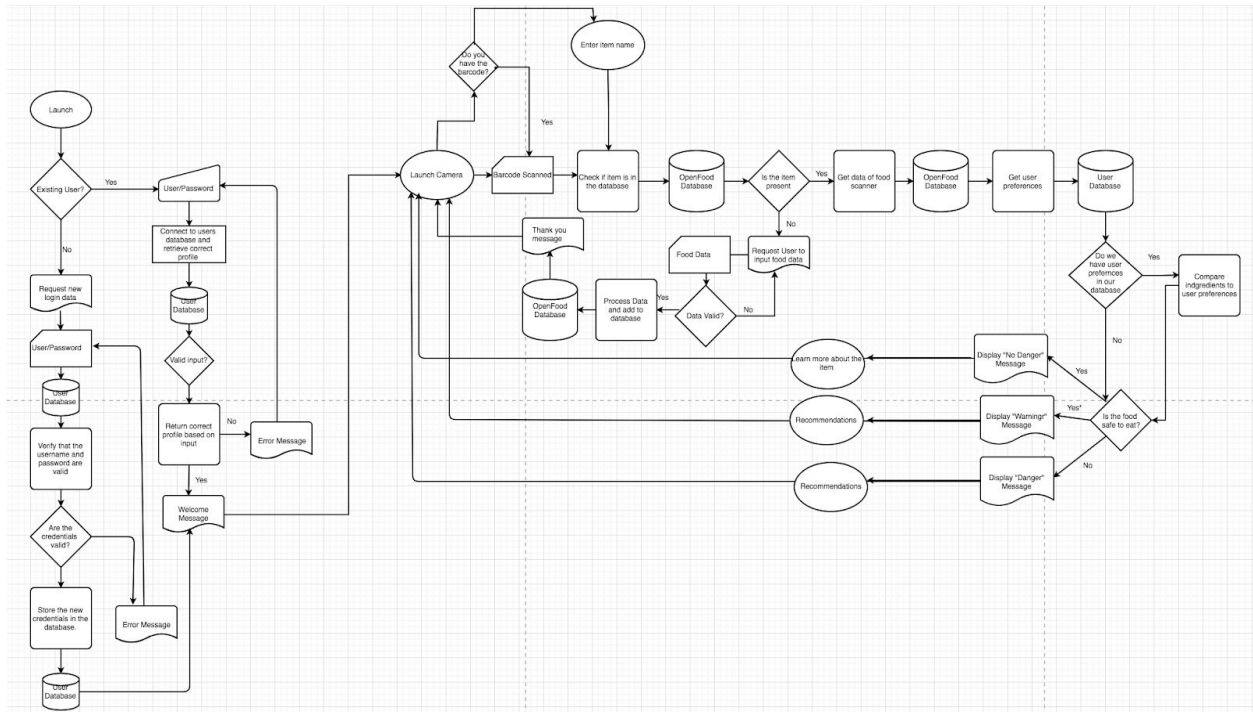 Launch
Existing User?
Yes
No
Request new
login data
User/Password
User
Database
Verify that the
username and
password are
valid
Are the
credentials
valid?
Store the new
credentials in the
database.
User
Database
Error Message
User/Password
Connect to users
database and
retrieve correct
profile
User
Database
Valid input?
Return correct
profile based on
input
No
Error Message
Yes
Welcome
Message
Launch Camera
Do you
have the
barcode?
Yes
Enter item name
Barcode Scanned
Check if item is in
the database
OpenFood
Database
Is the item
present
Yes
No
Request User to
input food data
Food Data
Data Valid?
No
Yes
Process Data
and add to
database
OpenFood
Database
Thank you
message
Get data of food
scanner
OpenFood
Database
Get user
preferences
User
Database
Do we
have user
prefernces
in our
database
Yes
Compare
indgredients to
user preferences
No
Is the food
safe to eat?
Yes
Display "No Danger"
Message
Learn more about the
item
Yes*
Display "Warningr"
Message
Recommendations
No
Display "Danger"
Message
Recommendations